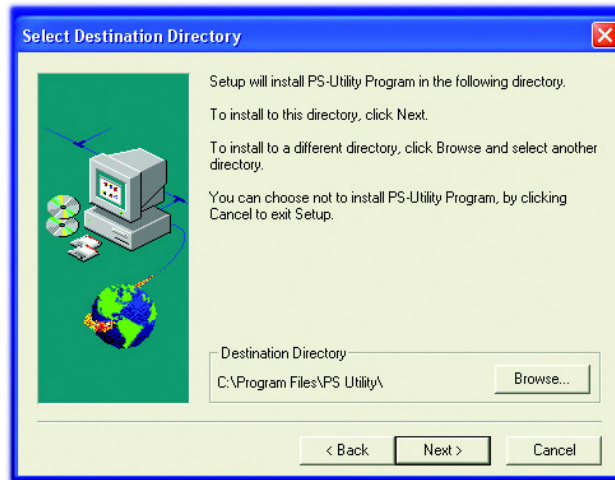 Select Destination Directory
Setup will install PS-Utility Program in the following directory.
To install to this directory, click Next.
To install to a different directory, click Browse and select another
directory.
You can choose not to install PS-Utility Program, by clicking
Cancel to exit Setup.
Destination Directory
C:\Program Files\PS Utility\
Browse...
< Back
Next >
Cancel